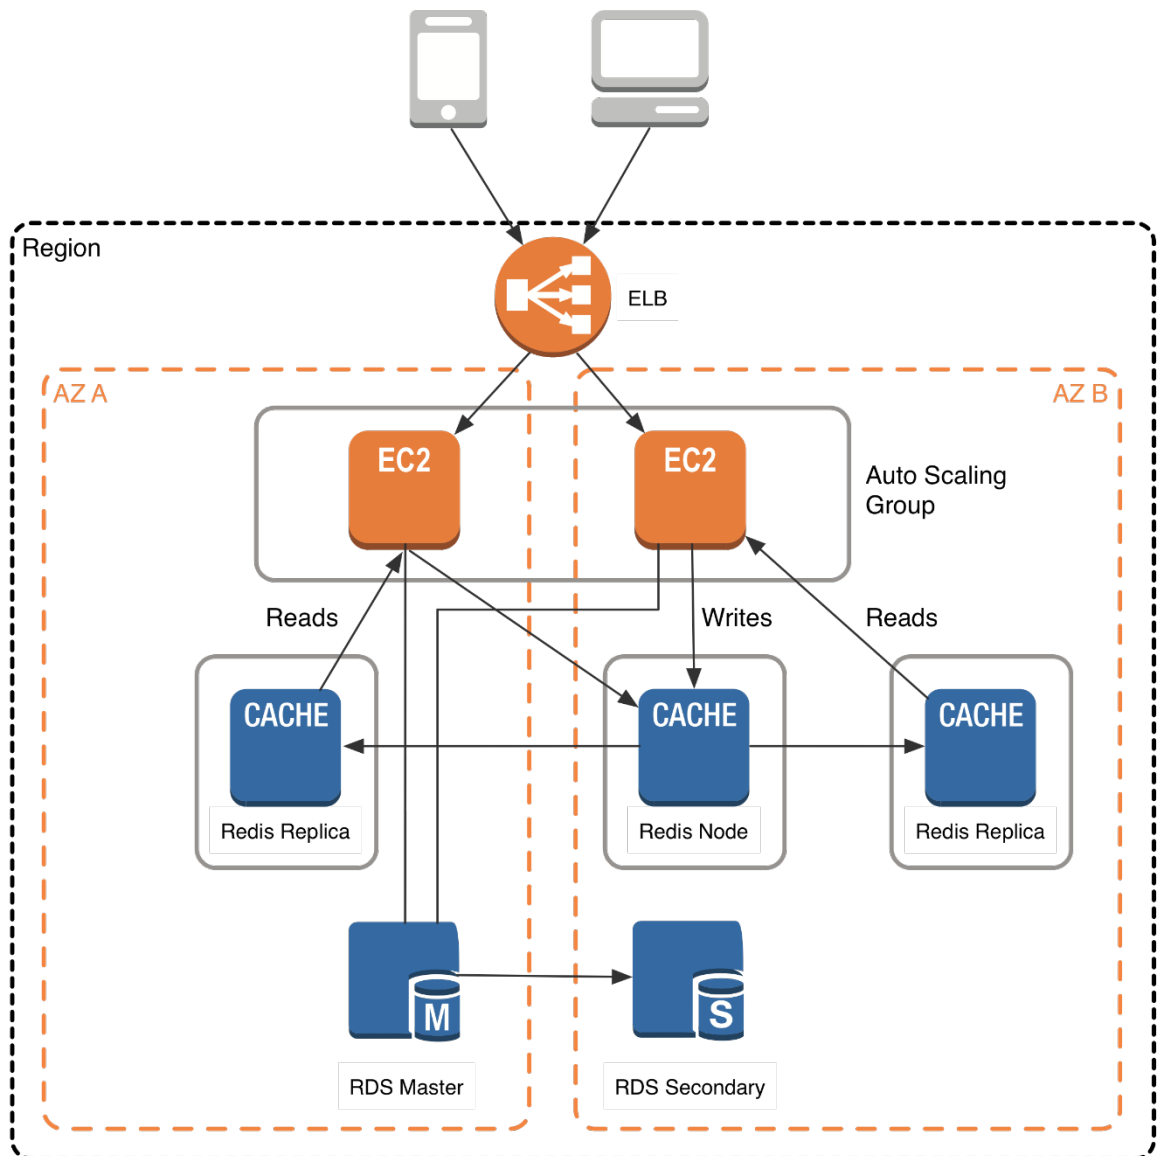 Region
ELB
AZ A
AZ B
EC2
EC2
Auto Scaling
Group
Reads
Writes
Reads
CACHE
CACHE
CACHE
Redis Replica
Redis Node
Redis Replica
M
S
RDS Master
RDS Secondary